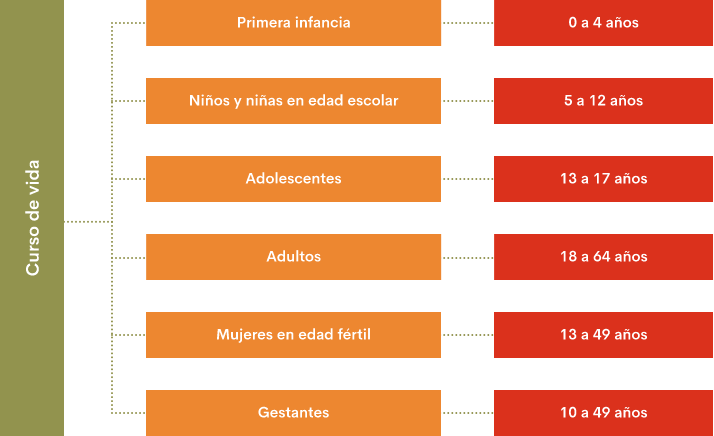 Curso de vida
Primera infancia
0 a 4 años
Niños y niñas en edad escolar
5 a 12 años
Adolescentes
13 a 17 años
Adultos
18 a 64 años
Mujeres en edad fértil
13 a 49 años
Gestantes
10 a 49 años